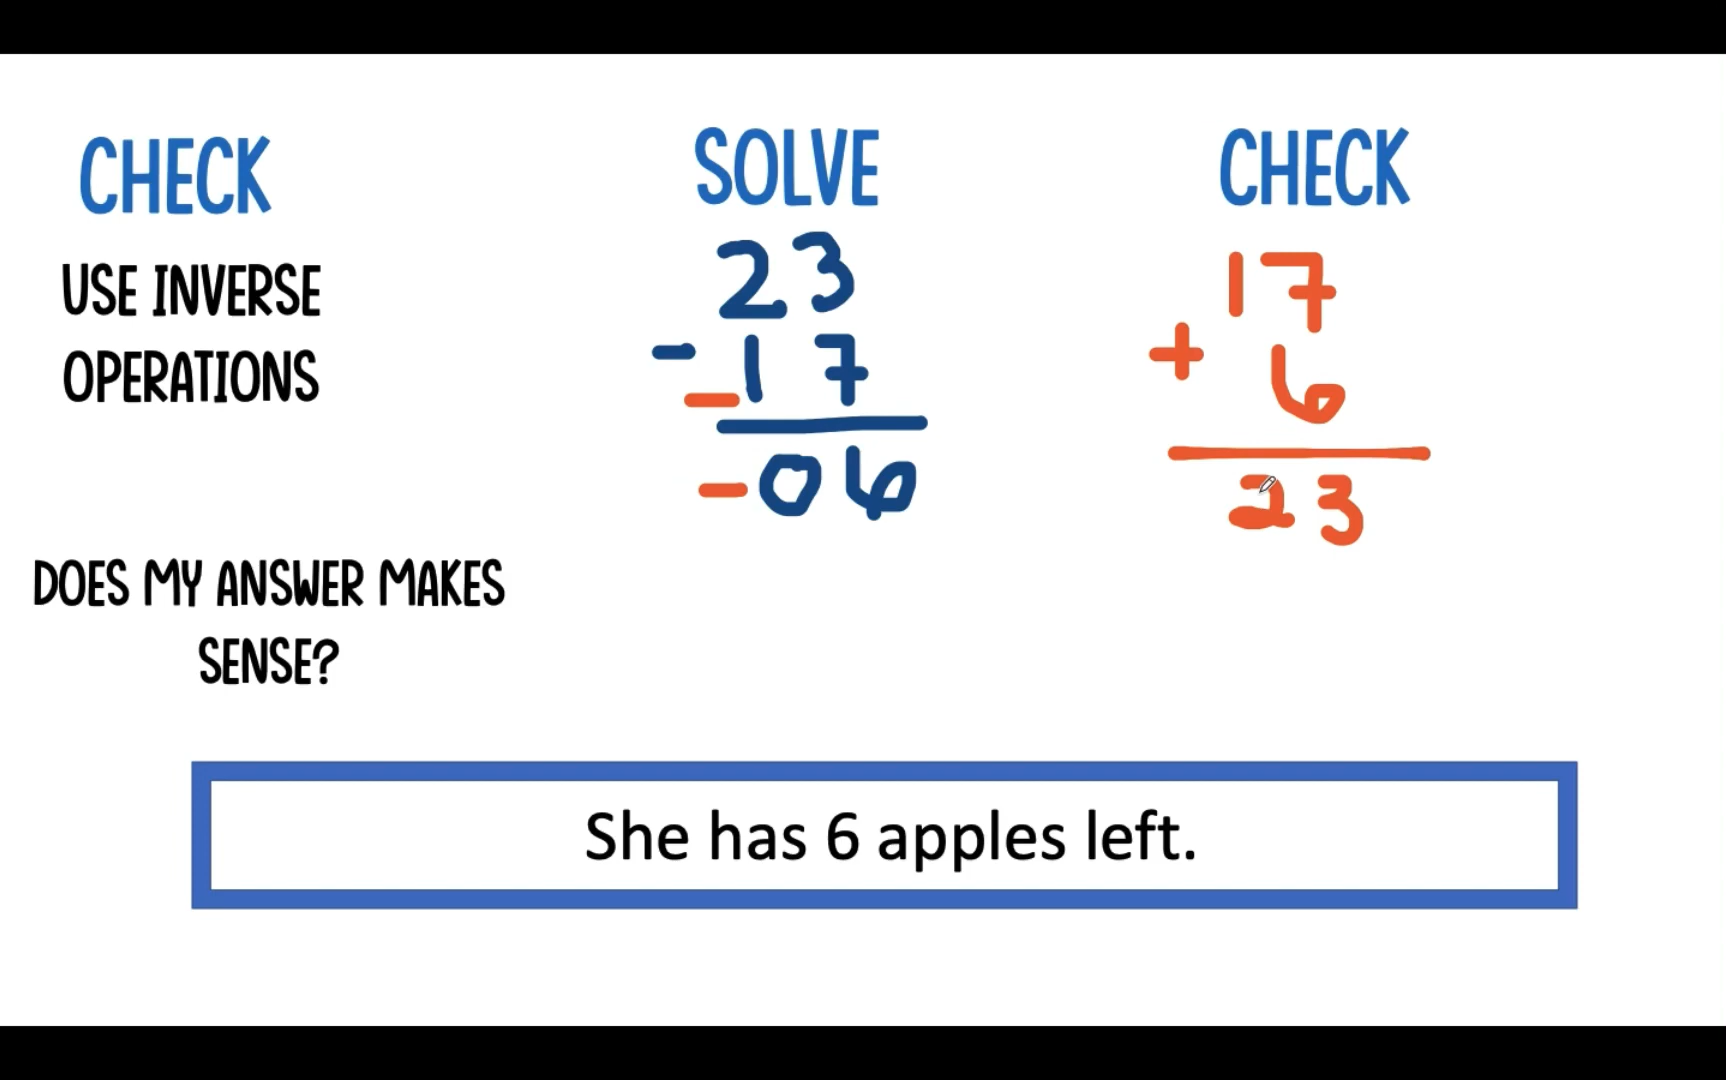 CHECK
USE INVERSE
OPERATIONS
DOES MY ANSWER MAKES
SENSE?
SOLVE
23
- 17
06
CHECK
17
+ 6
23
She has 6 apples left.